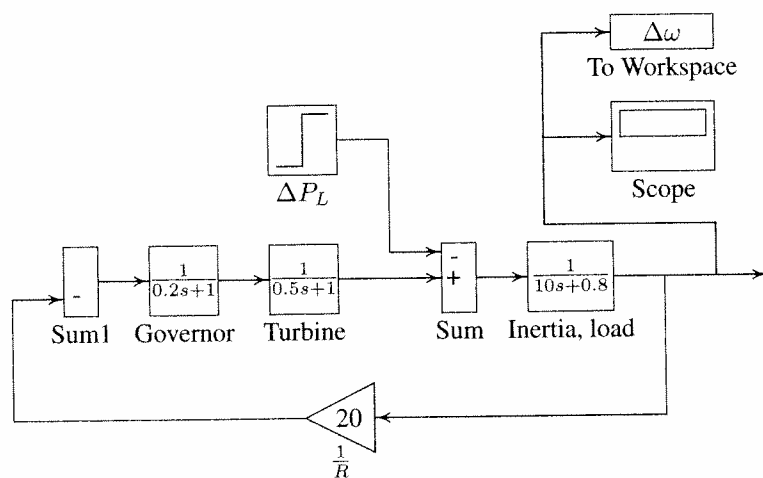 Δω
To Workspace
Scope
ΔP_L
-
- 
+
1
0.2s+1
1
0.5s+1
1
10s+0.8
Sum1 Governor Turbine Sum Inertia, load
20
1
R